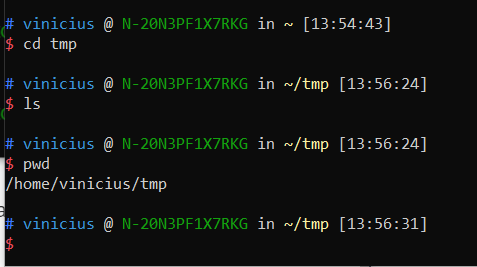 # vinicius @ N-20N3PF1X7RKG in ~ [13:54:43]
$ cd tmp
# vinicius @ N-20N3PF1X7RKG in ~/tmp [13:56:24]
$ ls
# vinicius @ N-20N3PF1X7RKG in ~/tmp [13:56:24]
$ pwd
/home/vinicius/tmp
# vinicius @ N-20N3PF1X7RKG in ~/tmp [13:56:31]
$